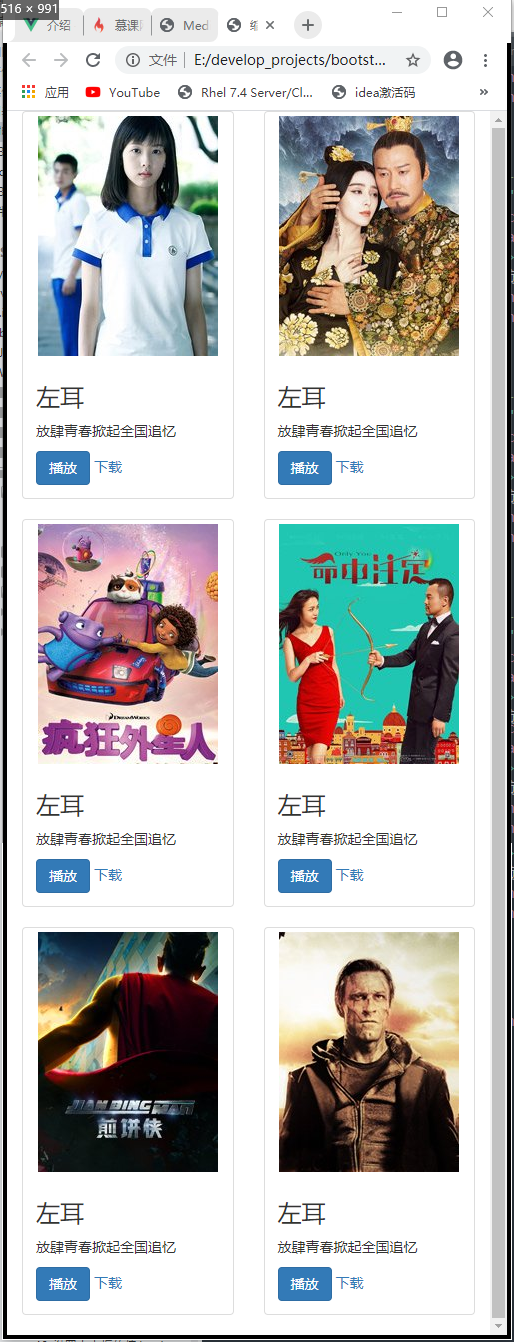 516 × 991
介绍
慕课
Med
编
文件
E:/develop_projects/bootst...
应用
YouTube
Rhel 7.4 Server/Cl...
idea激活码
»
左耳
放肆青春掀起全国追忆
播放 下载
左耳
放肆青春掀起全国追忆
播放 下载
DREAMWORKS
疯狂外星人
左耳
放肆青春掀起全国追忆
播放 下载
Only You
命中注定
左耳
放肆青春掀起全国追忆
播放 下载
JIAN BING MAN
煎饼侠
左耳
放肆青春掀起全国追忆
播放 下载
左耳
放肆青春掀起全国追忆
播放 下载